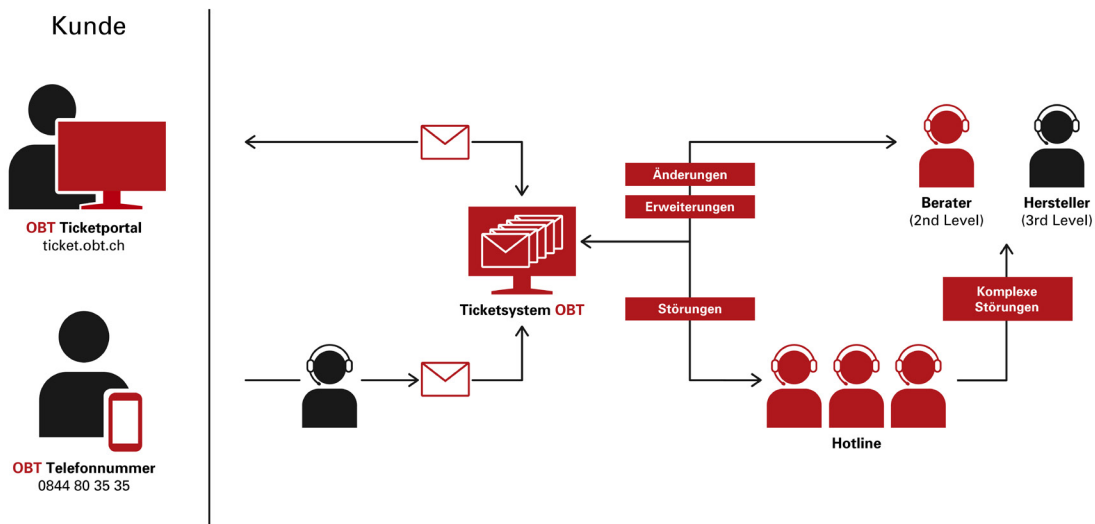 Kunde
OBT Ticketportal
ticket.obt.ch
OBT Telefonnummer
0844 80 35 35
Ticketsystem OBT
Änderungen
Erweiterungen
Störungen
Berater
(2nd Level)
Hersteller
(3rd Level)
Komplexe
Störungen
Hotline